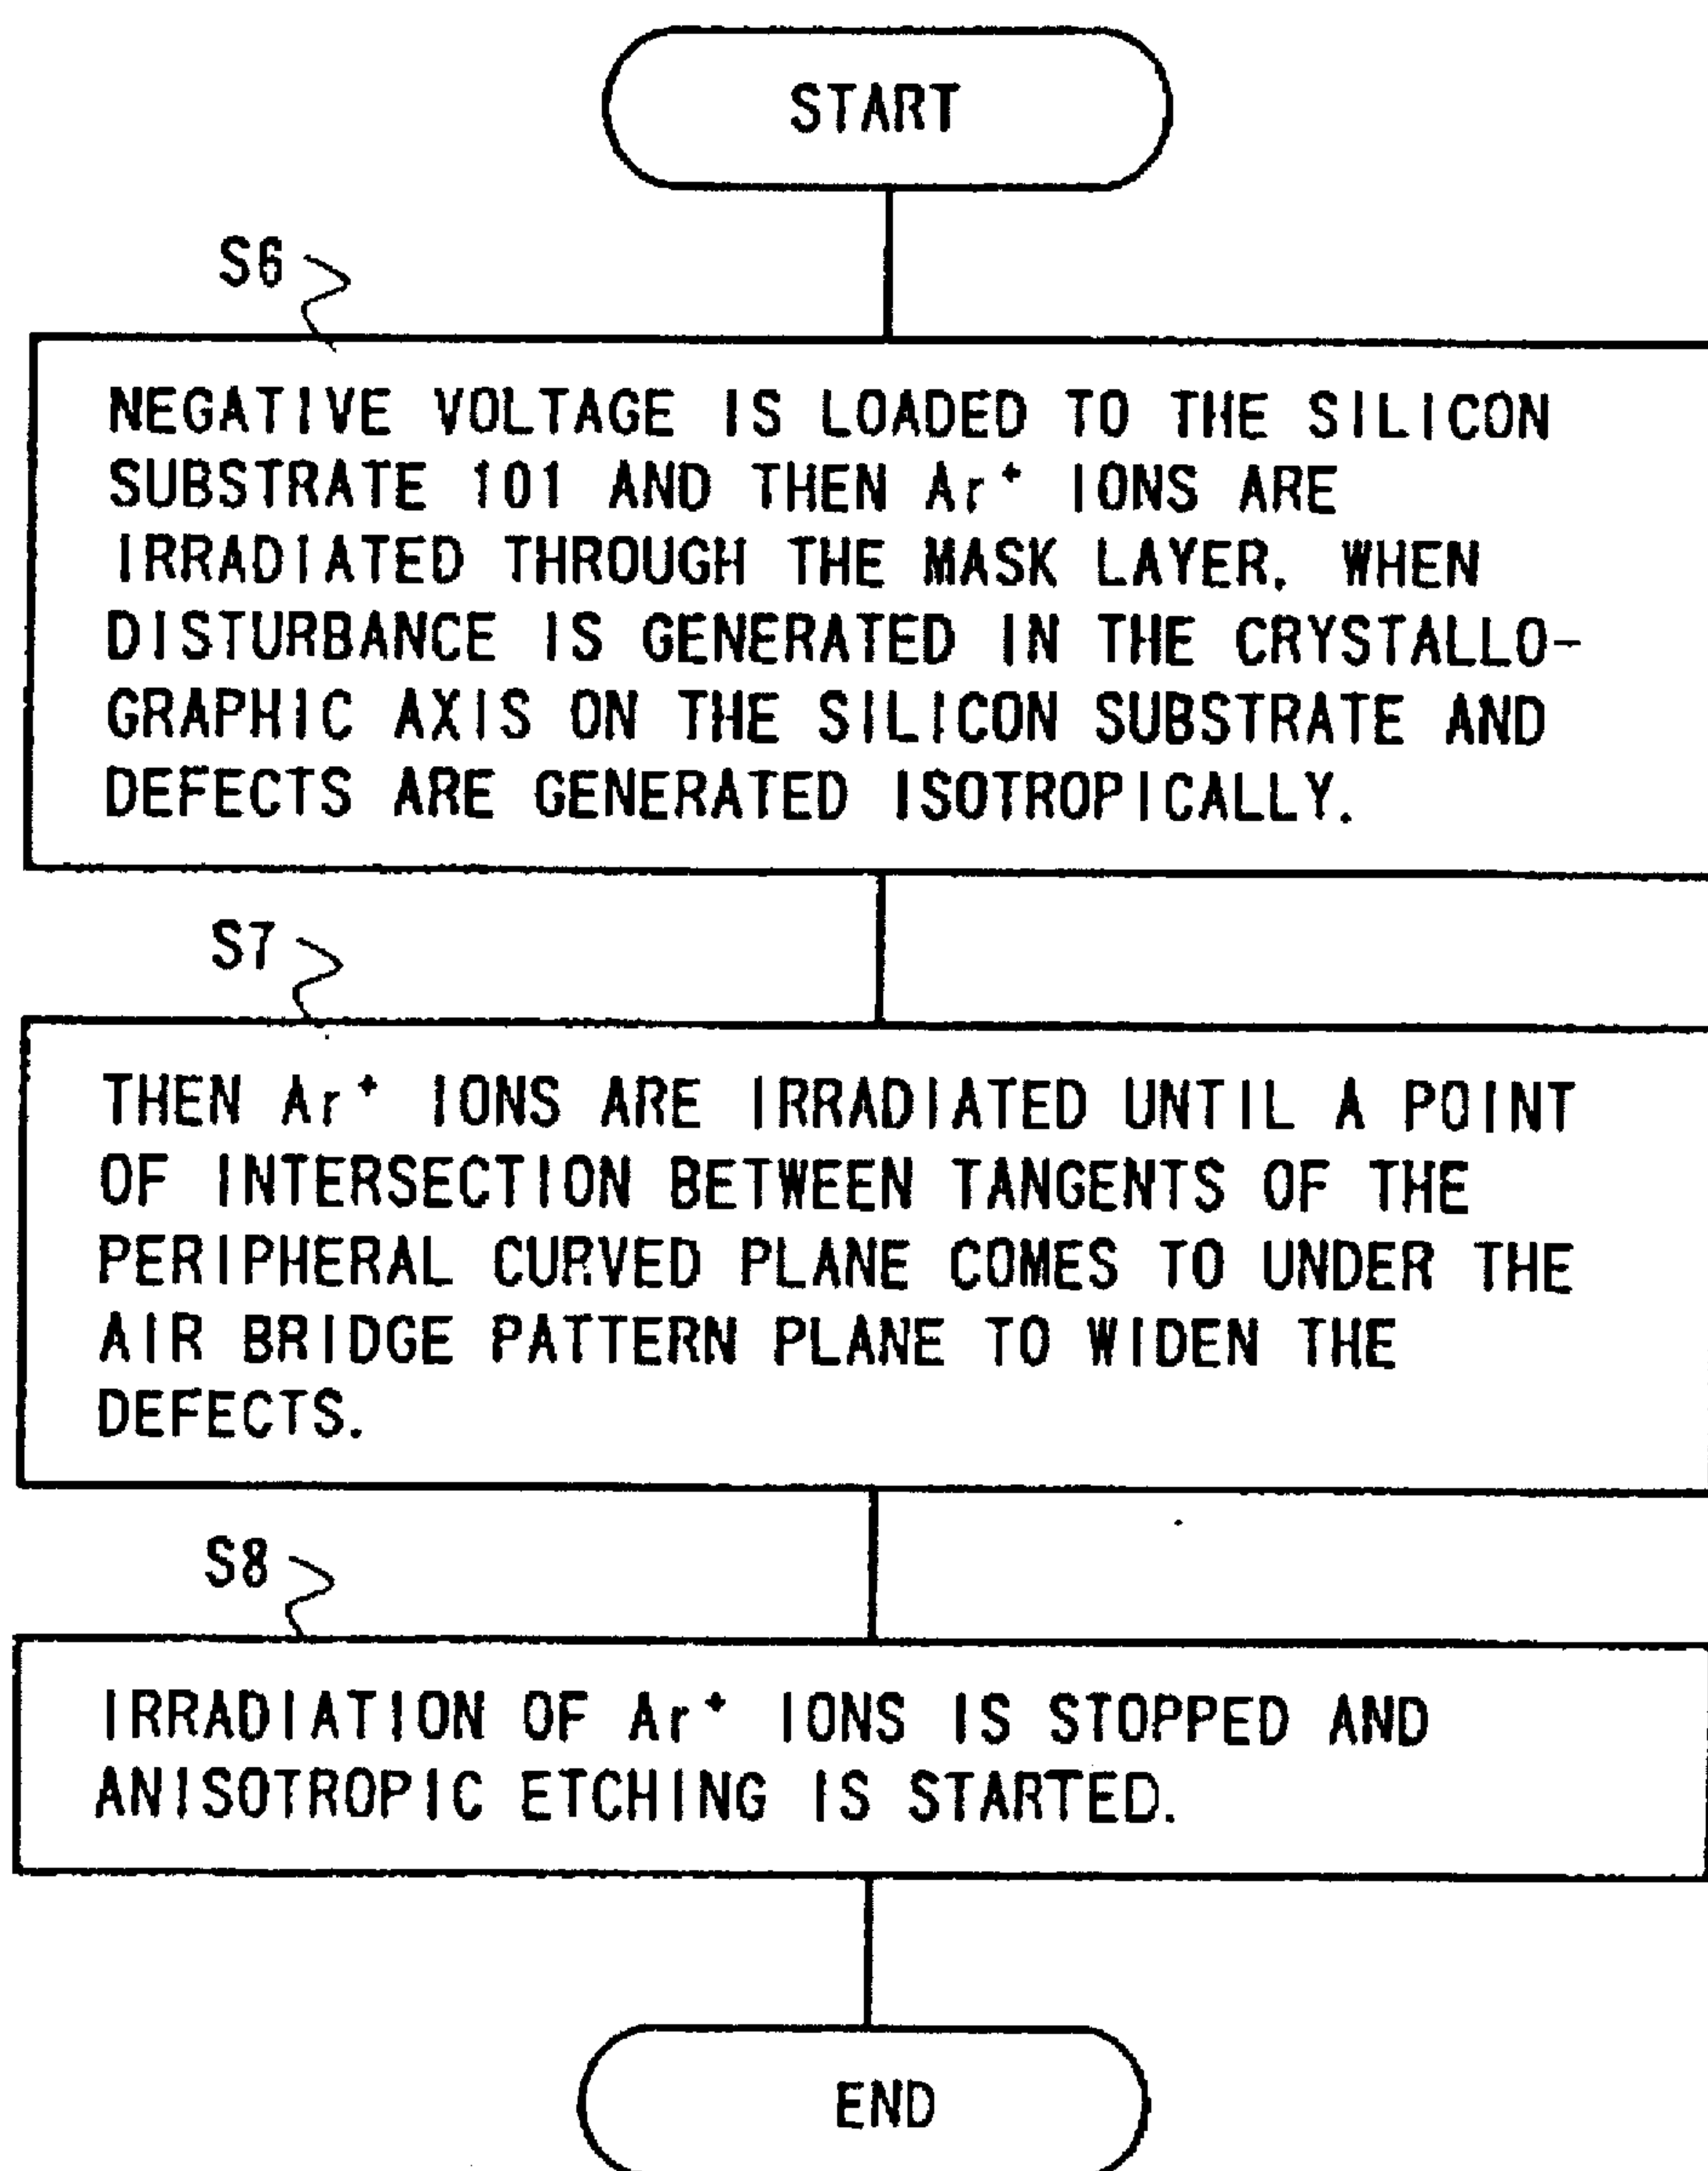 START
S6
NEGATIVE VOLTAGE IS LOADED TO THE SILICON
SUBSTRATE 101 AND THEN Ar⁺ IONS ARE
IRRADIATED THROUGH THE MASK LAYER. WHEN
DISTURBANCE IS GENERATED IN THE CRYSTALLO-
GRAPHIC AXIS ON THE SILICON SUBSTRATE AND
DEFECTS ARE GENERATED ISOTROPICALLY.
S7
THEN Ar⁺ IONS ARE IRRADIATED UNTIL A POINT
OF INTERSECTION BETWEEN TANGENTS OF THE
PERIPHERAL CURVED PLANE COMES TO UNDER THE
AIR BRIDGE PATTERN PLANE TO WIDEN THE
DEFECTS.
S8
IRRADIATION OF Ar⁺ IONS IS STOPPED AND
ANISOTROPIC ETCHING IS STARTED.
END